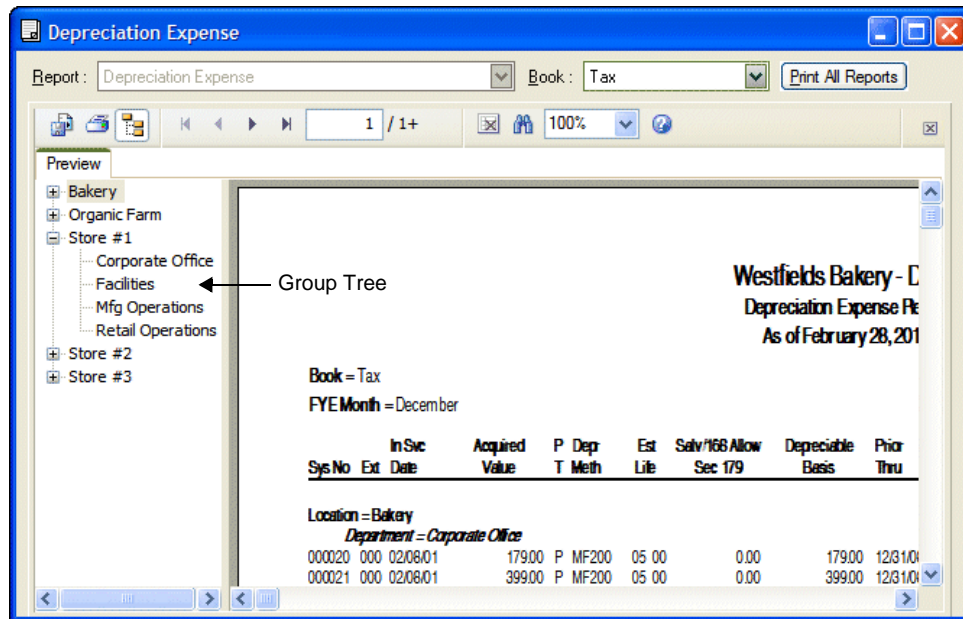 Depreciation Expense
Report : Depreciation Expense Book : Tax Print All Reports
1 / 1+ 100%
Preview
Bakery
Organic Farm
Store #1
Corporate Office
Facilities
Mfg Operations
Retail Operations
Store #2
Store #3
Group Tree
Westfields Bakery - D
Depreciation Expense Re
As of February 28, 201
Book = Tax
FYE Month = December
In Svc Acquired P Depr Est Salv/168 Allow Depreciable Prior
Sys No Ext Date Value T Meth Life Sec 179 Basis Thru
Location = Bakery
Department = Corporate Office
000020 000 02/08/01 179.00 P MF200 05 00 0.00 179.00 12/31/0
000021 000 02/08/01 399.00 P MF200 05 00 0.00 399.00 12/31/0